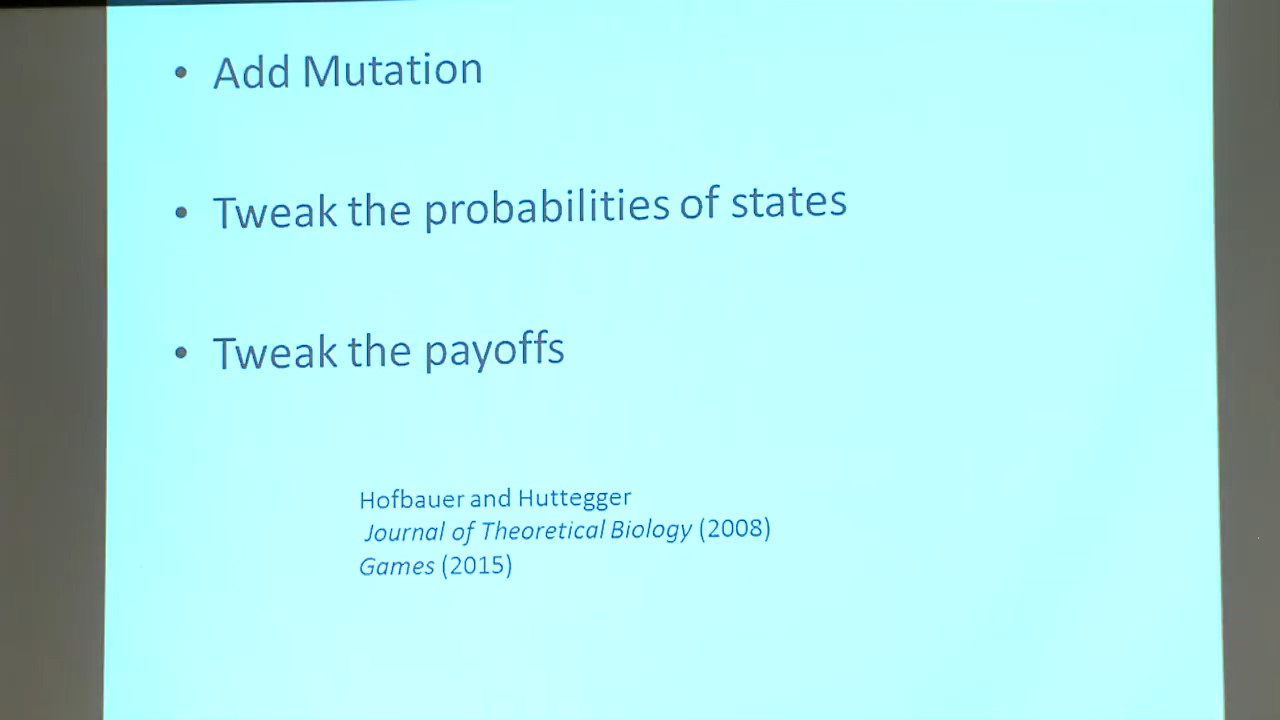 • Add Mutation
• Tweak the probabilities of states
• Tweak the payoffs
Hofbauer and Huttegger
Journal of Theoretical Biology (2008)
Games (2015)